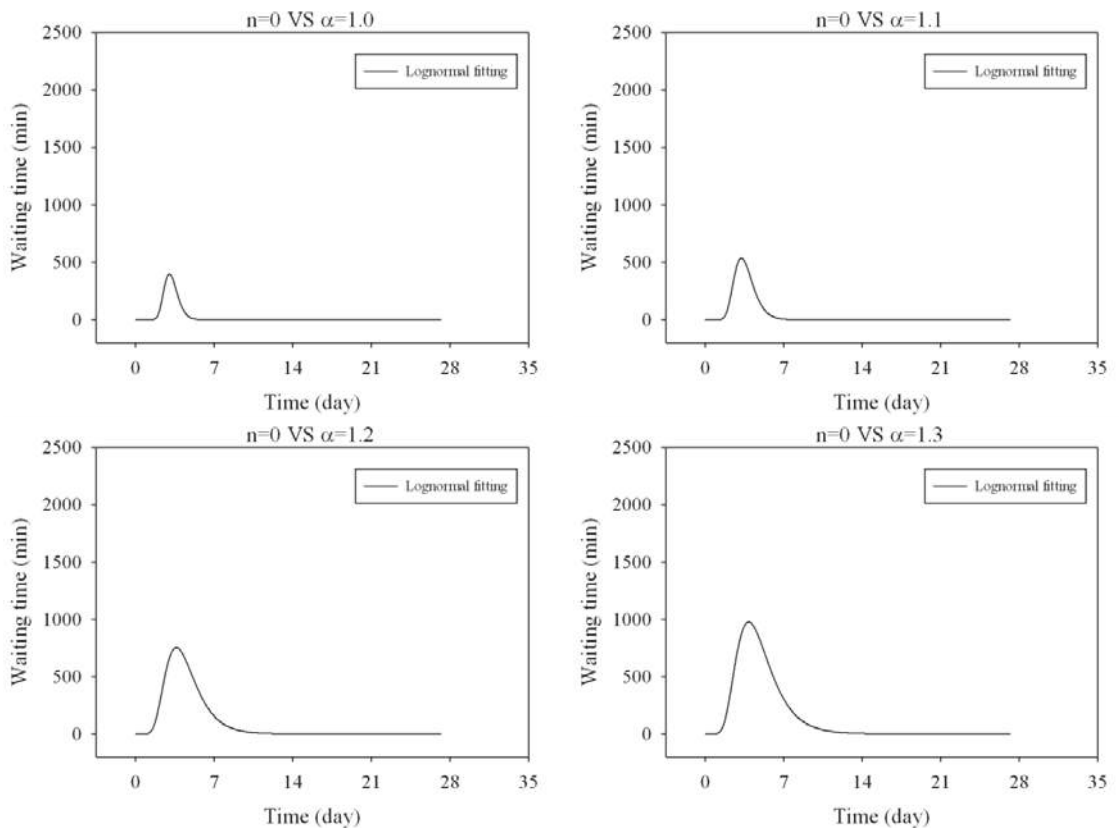 n=0 VS α=1.0
2500
2000
1500
1000
500
0
Waiting time (min)
Lognormal fitting
0 7 14 21 28 35
Time (day)
n=0 VS α=1.1
2500
2000
1500
1000
500
0
Waiting time (min)
Lognormal fitting
0 7 14 21 28 35
Time (day)
n=0 VS α=1.2
2500
2000
1500
1000
500
0
Waiting time (min)
Lognormal fitting
0 7 14 21 28 35
Time (day)
n=0 VS α=1.3
2500
2000
1500
1000
500
0
Waiting time (min)
Lognormal fitting
0 7 14 21 28 35
Time (day)